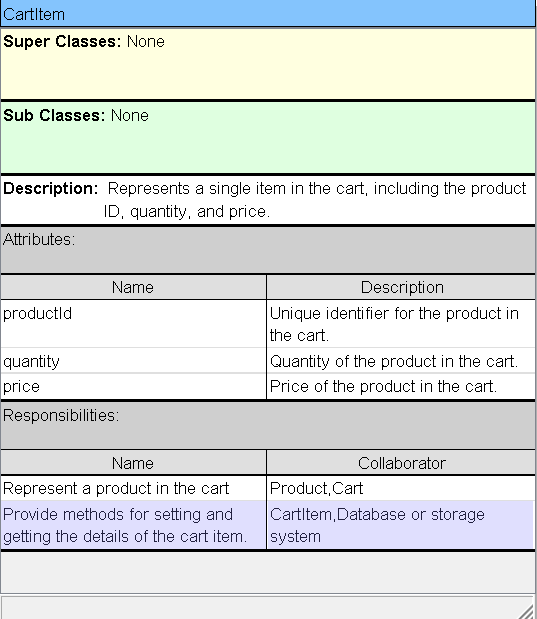 CartItem
Super Classes: None
Sub Classes: None
Description: Represents a single item in the cart, including the product
ID, quantity, and price.
Attributes:
Name Description
productId Unique identifier for the product in
the cart.
quantity Quantity of the product in the cart.
price Price of the product in the cart.
Responsibilities:
Name Collaborator
Represent a product in the cart Product,Cart
Provide methods for setting and CartItem,Database or storage
getting the details of the cart item. system